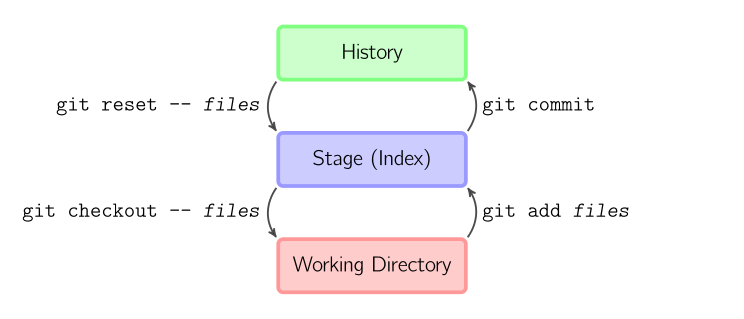 History
git reset -- files
git commit
Stage (Index)
git checkout -- files
git add files
Working Directory